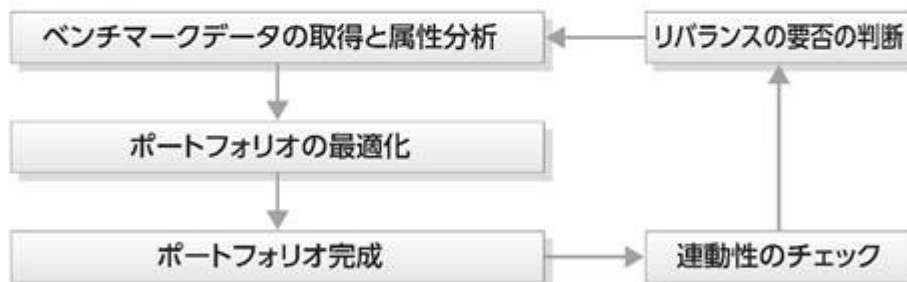 ベンチマークデータの取得と属性分析
リバランスの要否の判断
ポートフォリオの最適化
ポートフォリオ完成
連動性のチェック